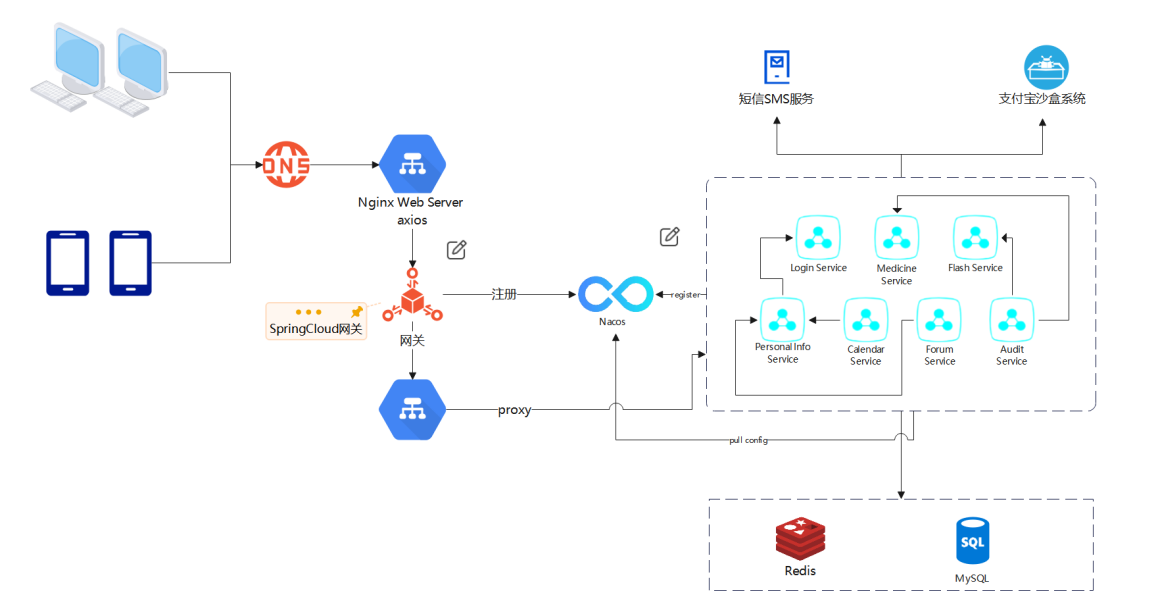 短信SMS服务
支付宝沙盒系统
DNS
Nginx Web Server
axios
Login Service
Medicine
Service
Flash Service
注册
register
Nacos
SpringCloud网关
网关
Personal Info
Service
Calendar
Service
Forum
Service
Audit
Service
proxy
pull config
SQL
Redis
MySQL